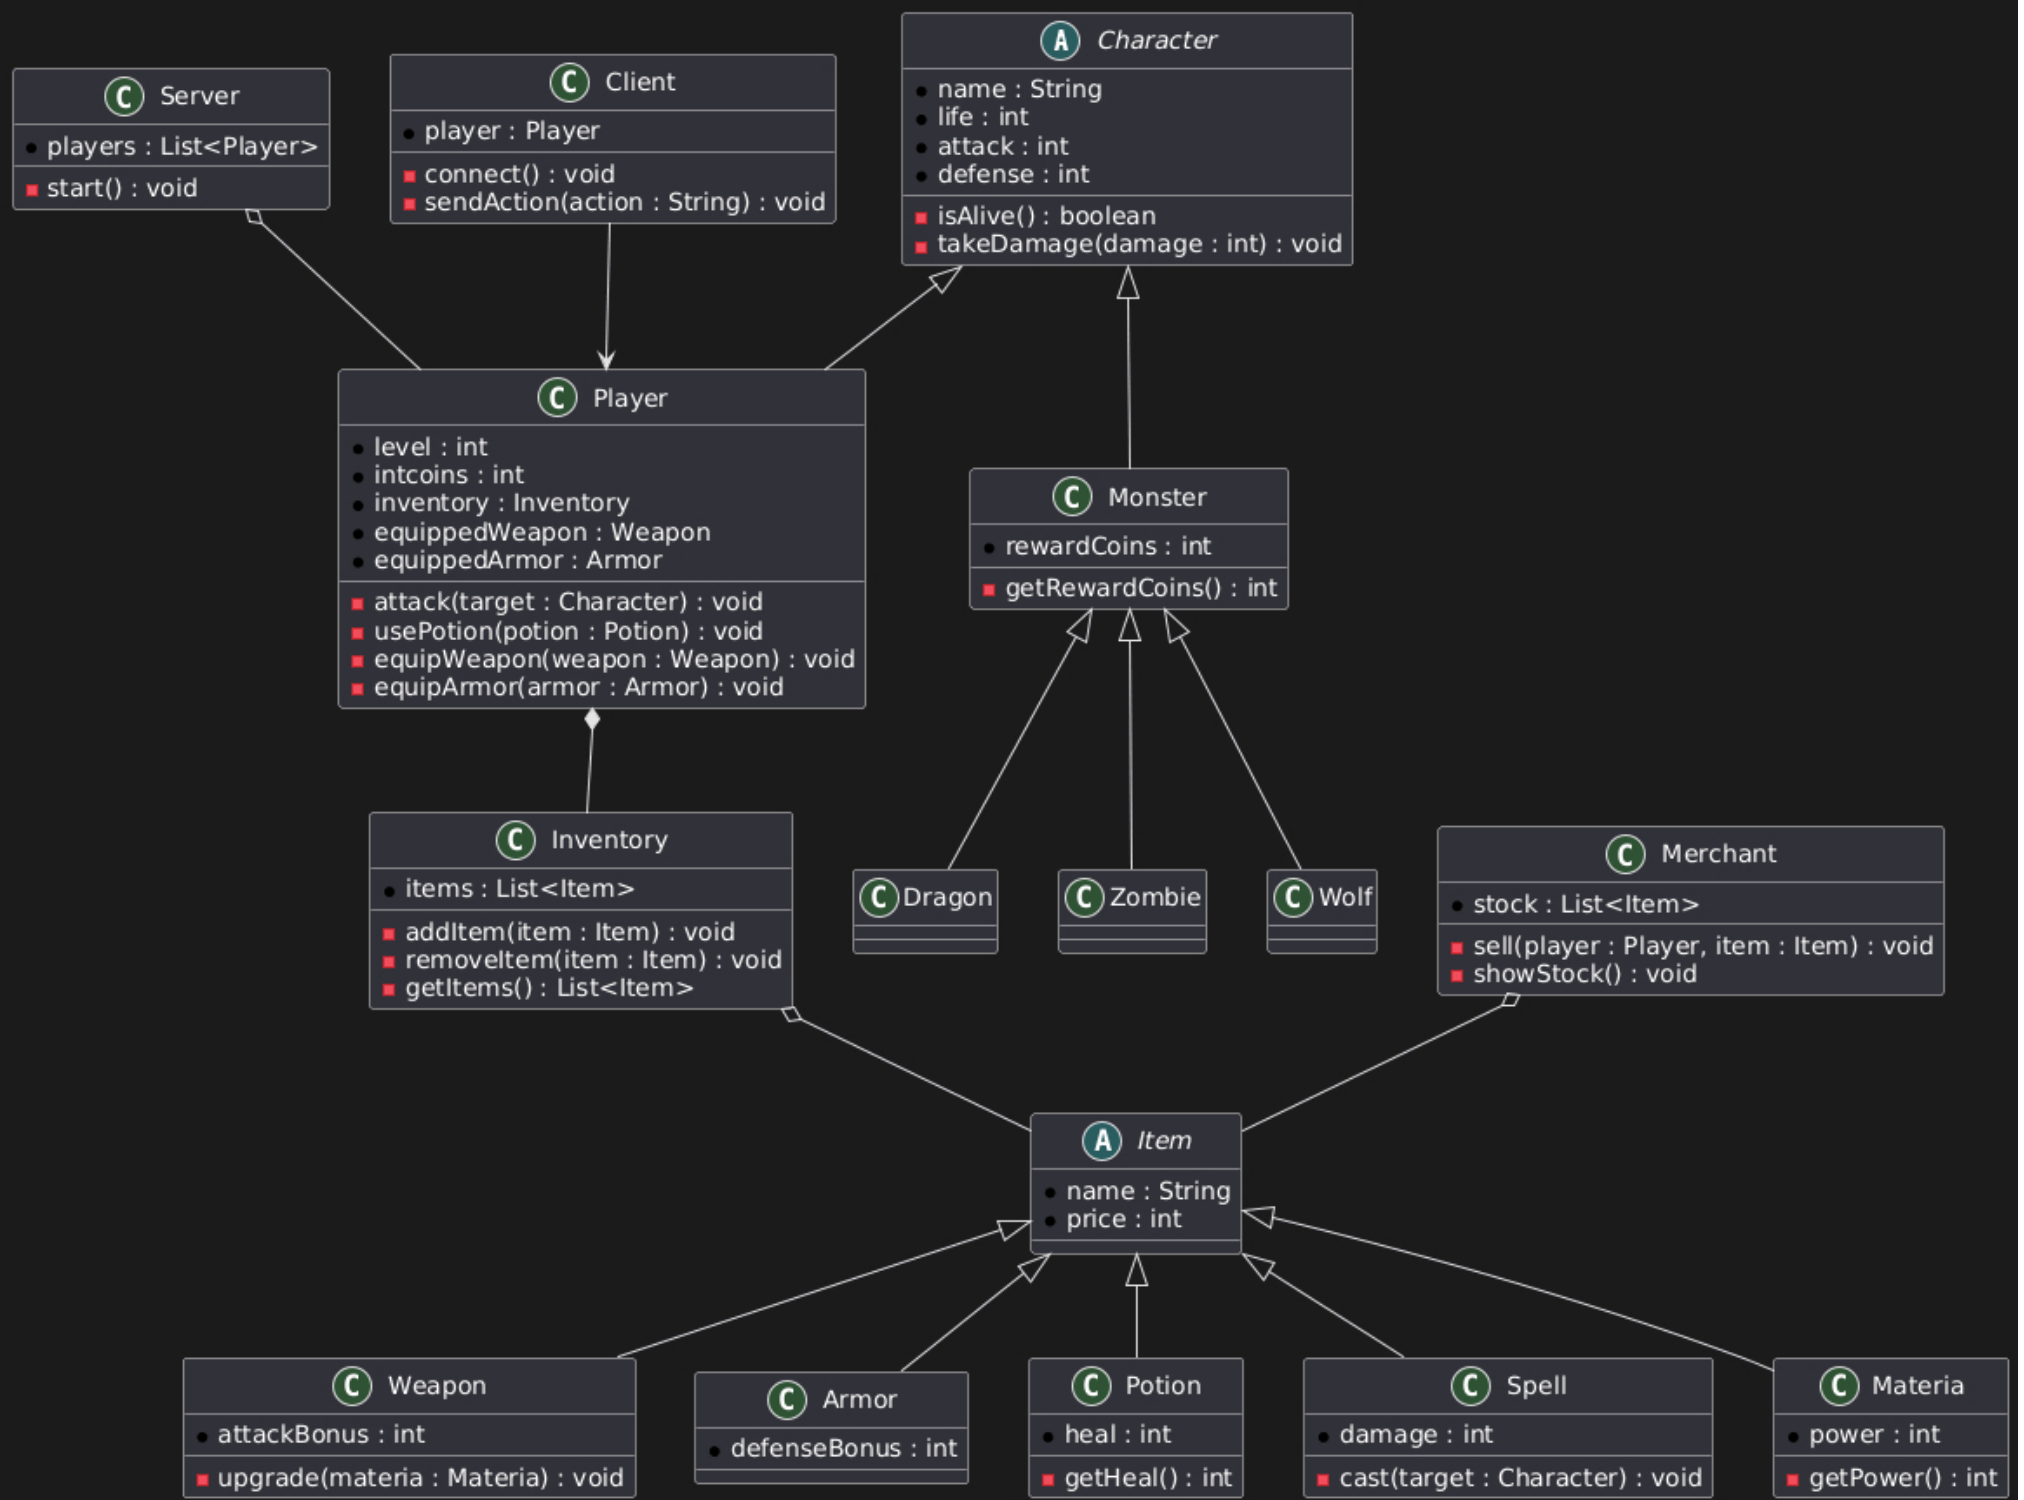 C Server
players : List<Player>
start() : void
C Client
player : Player
connect() : void
sendAction(action : String) : void
A Character
name : String
life : int
attack : int
defense : int
isAlive() : boolean
takeDamage(damage : int) : void
C Player
level : int
intcoins : int
inventory : Inventory
equippedWeapon : Weapon
equippedArmor : Armor
attack(target : Character) : void
usePotion(potion : Potion) : void
equipWeapon(weapon : Weapon) : void
equipArmor(armor : Armor) : void
C Monster
rewardCoins : int
getRewardCoins() : int
C Inventory
items : List<Item>
addItem(item : Item) : void
removeItem(item : Item) : void
getItems() : List<Item>
C Dragon
C Zombie
C Wolf
C Merchant
stock : List<Item>
sell(player : Player, item : Item) : void
showStock() : void
A Item
name : String
price : int
C Weapon
attackBonus : int
upgrade(materia : Materia) : void
C Armor
defenseBonus : int
C Potion
heal : int
getHeal() : int
C Spell
damage : int
cast(target : Character) : void
C Materia
power : int
getPower() : int